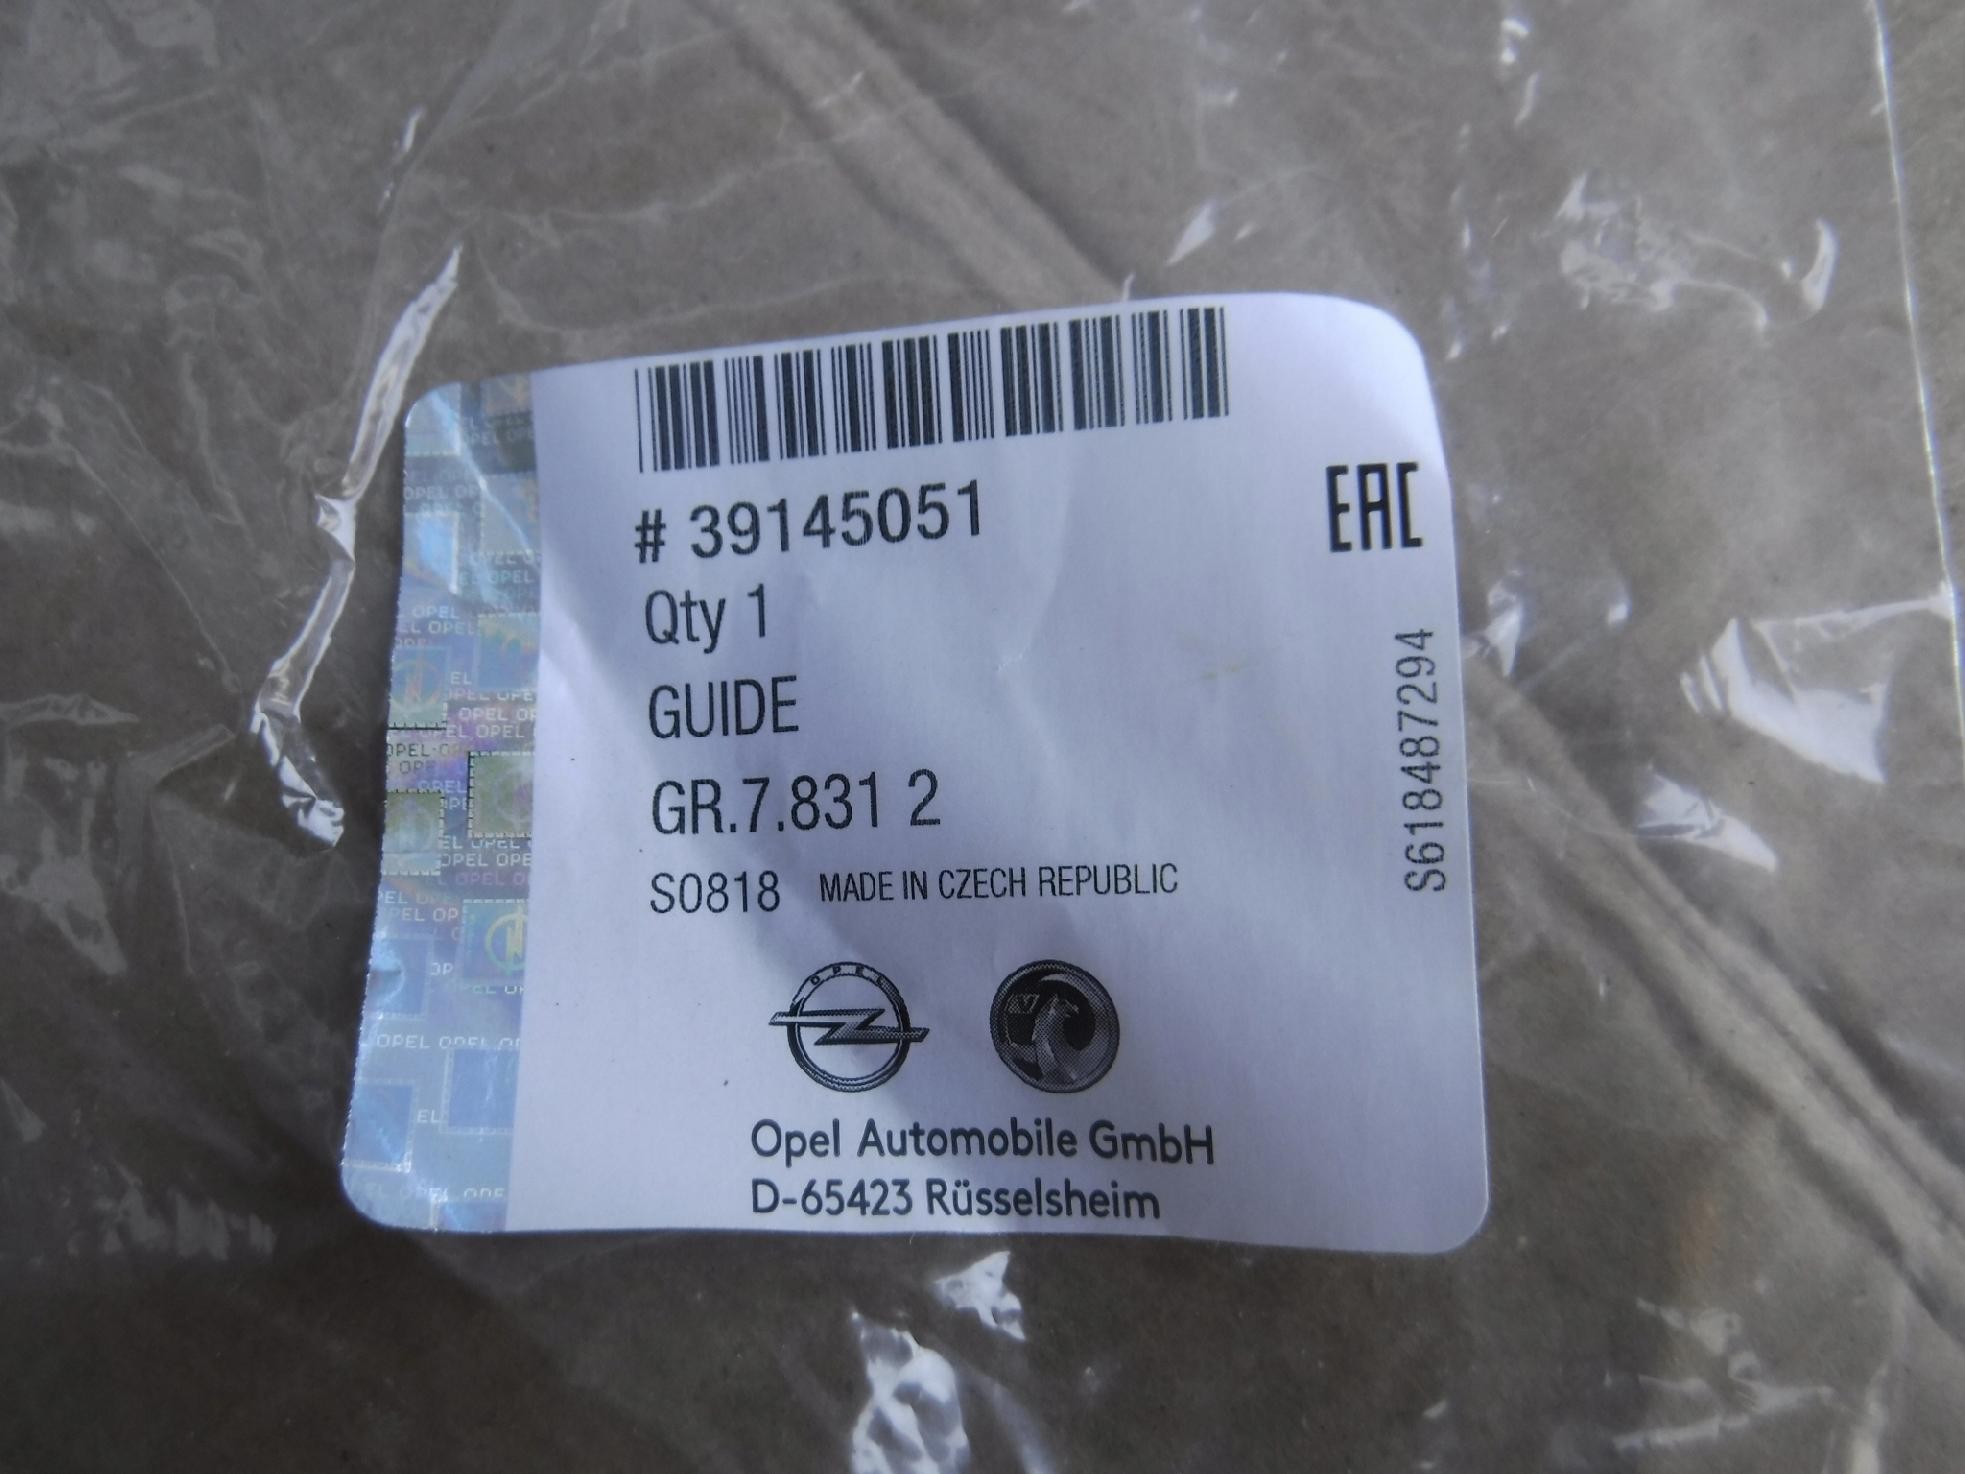 # 39145051
EAC
Qty 1
GUIDE
GR.7.831 2
S0818 MADE IN CZECH REPUBLIC
S618487294
OPEL
V
Opel Automobile GmbH
D-65423 Rüsselsheim